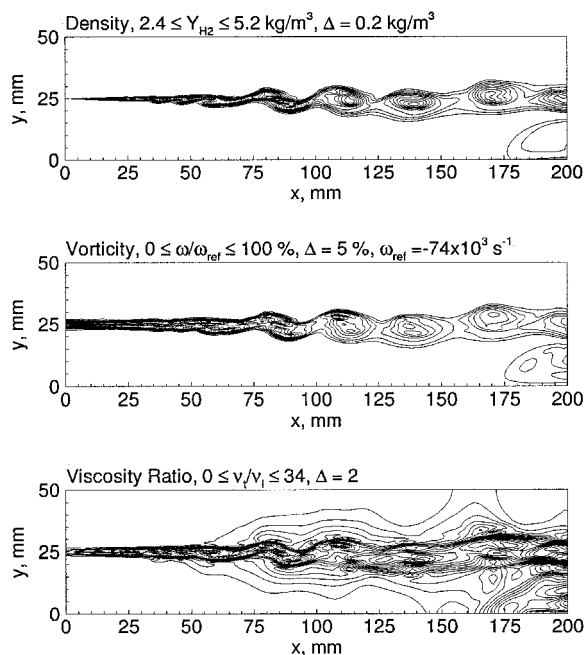 Density, 2.4 ≤ Y_H2 ≤ 5.2 kg/m³, Δ = 0.2 kg/m³
50
25
0
y, mm
0 25 50 75 100 125 150 175 200
x, mm
Vorticity, 0 ≤ ω/ω_ref ≤ 100 %, Δ = 5 %, ω_ref =-74x10³ s⁻¹
50
25
0
y, mm
0 25 50 75 100 125 150 175 200
x, mm
Viscosity Ratio, 0 ≤ ν_t/ν_l ≤ 34, Δ = 2
50
25
0
y, mm
0 25 50 75 100 125 150 175 200
x, mm